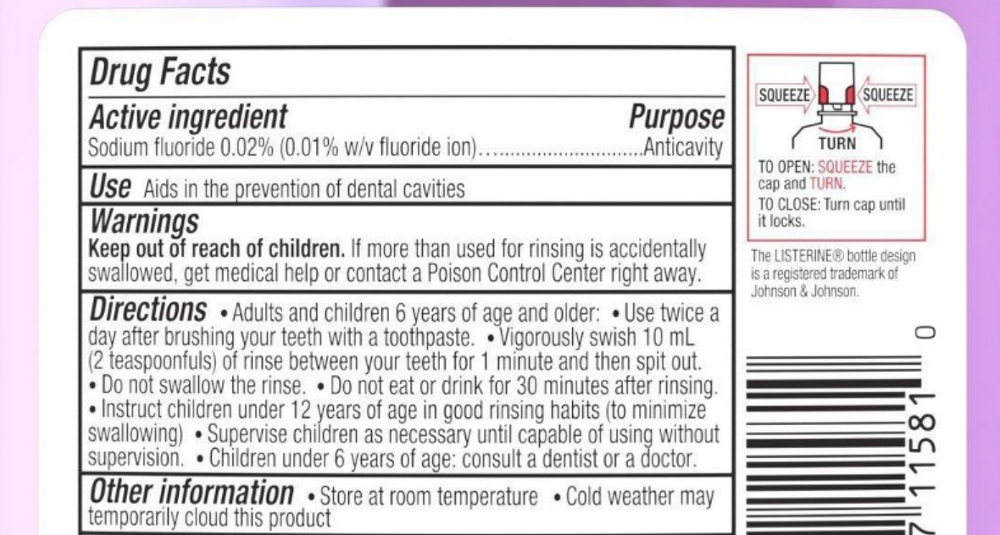 Drug Facts
Active ingredient Purpose
Sodium fluoride 0.02% (0.01% w/v fluoride ion)................................Anticavity
Use Aids in the prevention of dental cavities
Warnings
Keep out of reach of children. If more than used for rinsing is accidentally
swallowed, get medical help or contact a Poison Control Center right away.
Directions • Adults and children 6 years of age and older: • Use twice a
day after brushing your teeth with a toothpaste. • Vigorously swish 10 mL
(2 teaspoonfuls) of rinse between your teeth for 1 minute and then spit out.
• Do not swallow the rinse. • Do not eat or drink for 30 minutes after rinsing.
• Instruct children under 12 years of age in good rinsing habits (to minimize
swallowing) • Supervise children as necessary until capable of using without
supervision. • Children under 6 years of age: consult a dentist or a doctor.
Other information • Store at room temperature • Cold weather may
temporarily cloud this product
SQUEEZE SQUEEZE
TURN
TO OPEN: SQUEEZE the
cap and TURN.
TO CLOSE: Turn cap until
it locks.
The LISTERINE® bottle design
is a registered trademark of
Johnson & Johnson.
0
7 11581